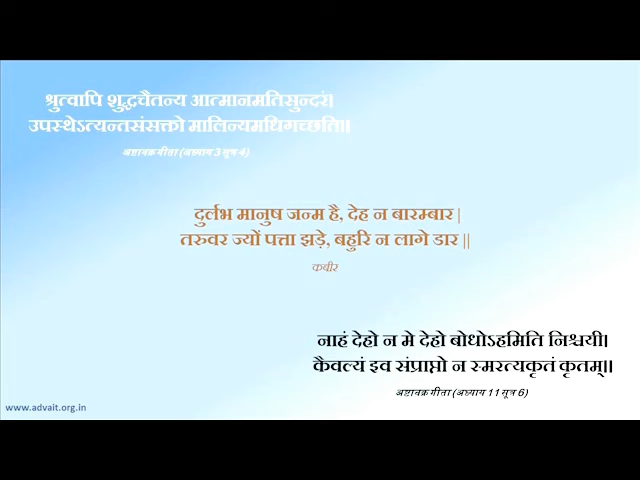 श्रुत्वापि शुद्धचैतन्य आत्मानमतिसुन्दरं।
उपस्थेऽत्यन्तसंसक्तो मालिन्यमधिगच्छति।।
अष्टावक्र गीता (अध्याय 3 सूत्र 4)
दुर्लभ मानुष जन्म है, देह न बारम्बार |
तरुवर ज्यों पत्ता झड़े, बहुरि न लागे डार ||
कबीर
नाहं देहो न मे देहो बोधोऽहमिति निश्चयी।
कैवल्यं इव संप्राप्तो न स्मरत्यकृतं कृतम्।।
अष्टावक्र गीता (अध्याय 11 सूत्र 6)
www.advait.org.in